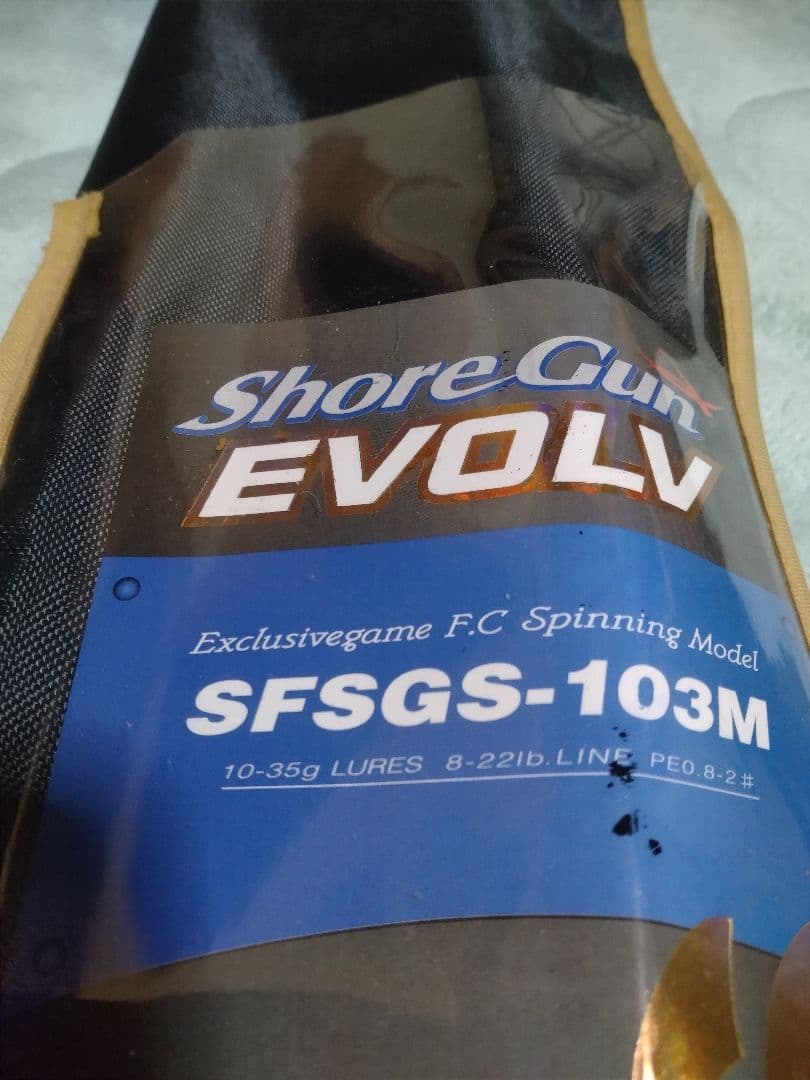 Shore Gun
EVOLV
Exclusivegame F.C Spinning Model
SFSGS-103M
10-35g LURES 8-22lb.LINE PE0.8-2#